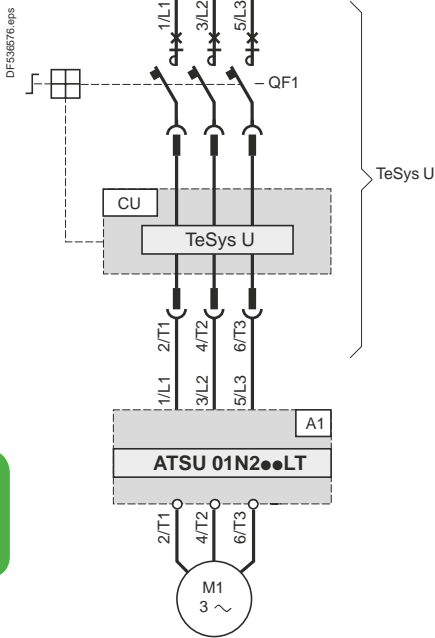 DF536576.eps
1/L1
3/L2
5/L3
QF1
TeSys U
CU
TeSys U
2/T1
4/T2
6/T3
1/L1
3/L2
5/L3
A1
ATSU 01N2●●LT
2/T1
4/T2
6/T3
M1
3 ~